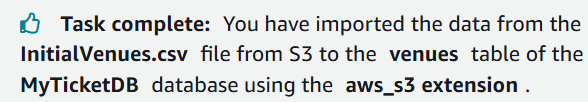 Task complete: You have imported the data from the
InitialVenues.csv file from S3 to the venues table of the
MyTicketDB database using the aws_s3 extension .